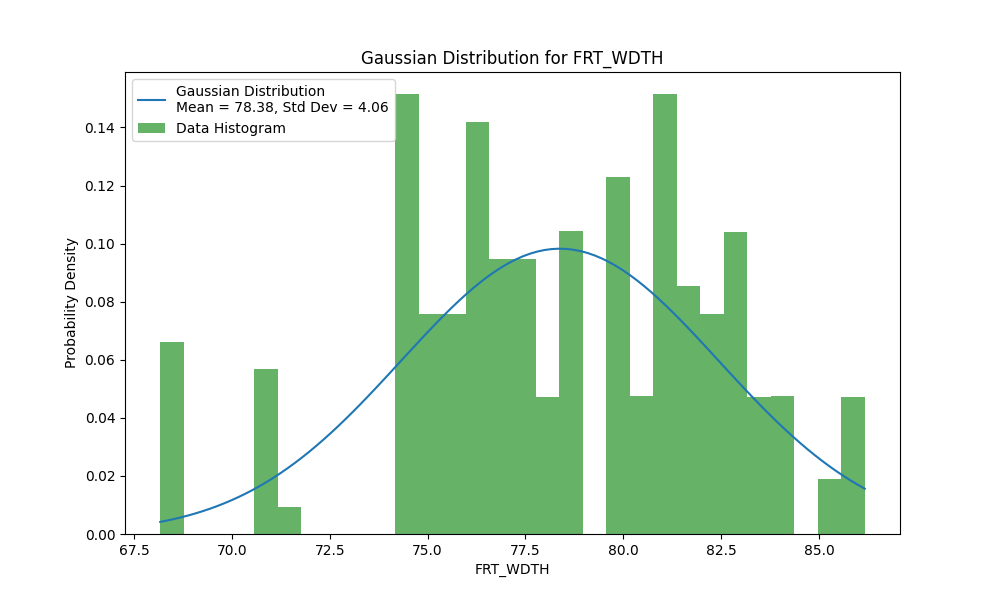 Gaussian Distribution for FRT_WDTH
Gaussian Distribution
Mean = 78.38, Std Dev = 4.06
Data Histogram
Probability Density
0.14
0.12
0.10
0.08
0.06
0.04
0.02
0.00
67.5 70.0 72.5 75.0 77.5 80.0 82.5 85.0
FRT_WDTH